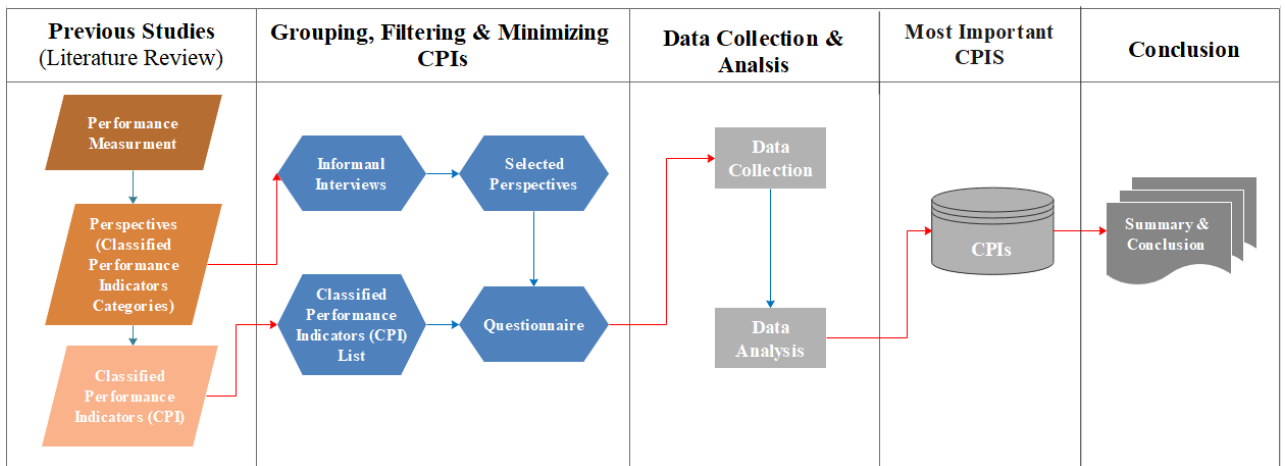 Previous Studies
(Literature Review)
Grouping, Filtering & Minimizing
CPIs
Data Collection &
Analsis
Most Important
CPIS
Conclusion
Performance
Measurment
Perspectives
(Classified
Performance
Indicators
Categories)
Classified
Performance
Indicators (CPI)
Informanl
Interviews
Selected
Perspectives
Classified
Performance
Indicators (CPI)
List
Questionnaire
Data
Collection
Data
Analysis
CPIs
Summary &
Conclusion